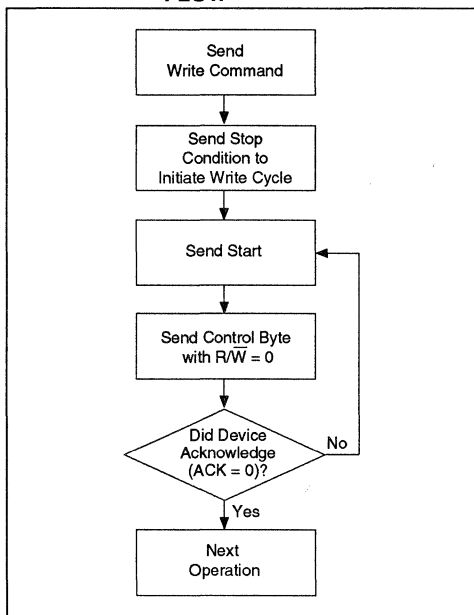 Send
Write Command
Send Stop
Condition to
Initiate Write Cycle
Send Start
Send Control Byte
with R/W̅ = 0
Did Device
Acknowledge
(ACK = 0)?
No
Yes
Next
Operation